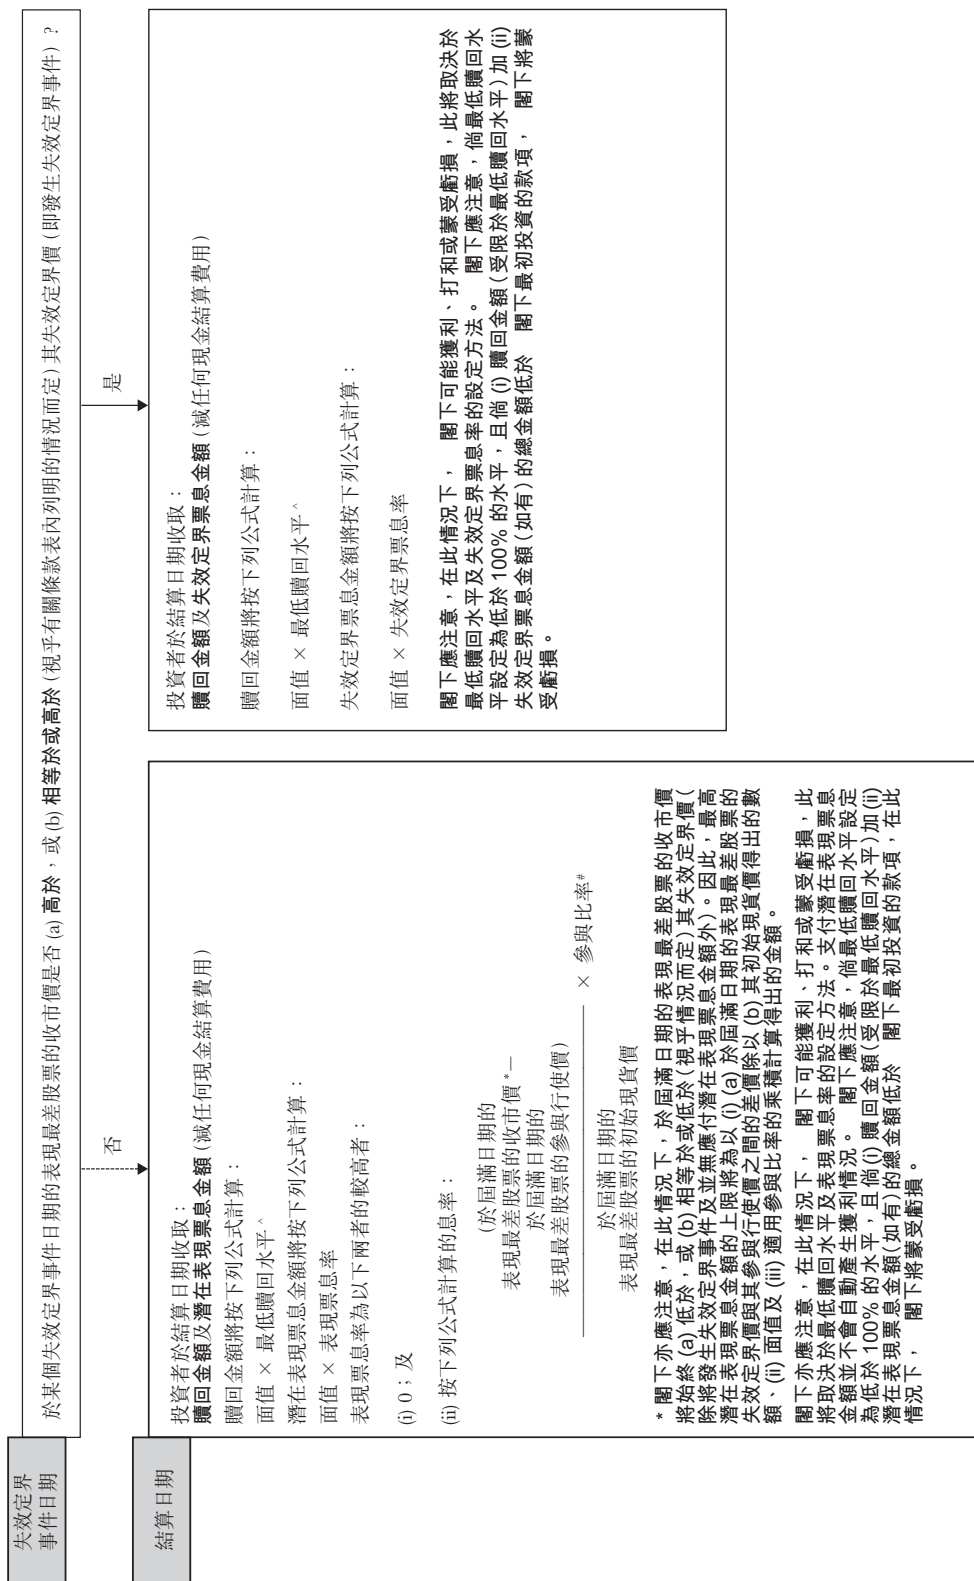 失效定界
事件日期
於某個失效定界事件日期的表現最差股票的收市價是否 (a) 高於，或 (b) 相等於或高於 (視乎有關條款表內列明的情況而定) 其失效定界價 (即發生失效定界事件) ?
否
是
結算日期
投資者於結算日期收取：
贖回金額及潛在表現票息金額 (減任何現金結算費用)
贖回金額將按下列公式計算：
面值 × 最低贖回水平^
潛在表現票息金額將按下列公式計算：
面值 × 表現票息率
表現票息率為以下兩者的較高者：
(i) 0；及
(ii) 按下列公式計算的息率：
(於屆滿日期的
表現最差股票的收市價* —
於屆滿日期的
表現最差股票的參與行使價)
於屆滿日期的
表現最差股票的初始現貨價
× 參與比率#
* 閣下亦應注意，在此情況下，於屆滿日期的表現最差股票的收市價
將始終 (a) 低於，或 (b) 相等於或低於 (視乎情況而定) 其失效定界價 (
除將發生失效定界事件及並無應付潛在表現票息金額外)。因此，最高
潛在表現票息金額的上限將為以 (i) (a) 於屆滿日期的表現最差股票的
失效定界價與其參與行使價之間的差價除以 (b) 其初始現貨價得出的數
額、(ii) 面值及 (iii) 適用參與比率的乘積計算得出的金額。
閣下亦應注意，在此情況下， 閣下可能獲利、打和或蒙受虧損，此
將取決於最低贖回水平及表現票息率的設定方法。支付潛在表現票息
金額並不會自動產生獲利情況。 閣下應注意，倘最低贖回水平設定
為低於 100% 的水平，且倘 (i) 贖回金額 (受限於最低贖回水平) 加 (ii)
潛在表現票息金額 (如有) 的總金額低於 閣下最初投資的款項，在此
情況下， 閣下將蒙受虧損。
投資者於結算日期收取：
贖回金額及失效定界票息金額 (減任何現金結算費用)
贖回金額將按下列公式計算：
面值 × 最低贖回水平^
失效定界票息金額將按下列公式計算：
面值 × 失效定界票息率
閣下應注意，在此情況下， 閣下可能獲利、打和或蒙受虧損，此將取決於
最低贖回水平及失效定界票息率的設定方法。 閣下應注意，倘最低贖回水
平設定為低於 100% 的水平，且倘 (i) 贖回金額 (受限於最低贖回水平) 加 (ii)
失效定界票息金額 (如有) 的總金額低於 閣下最初投資的款項， 閣下將蒙
受虧損。